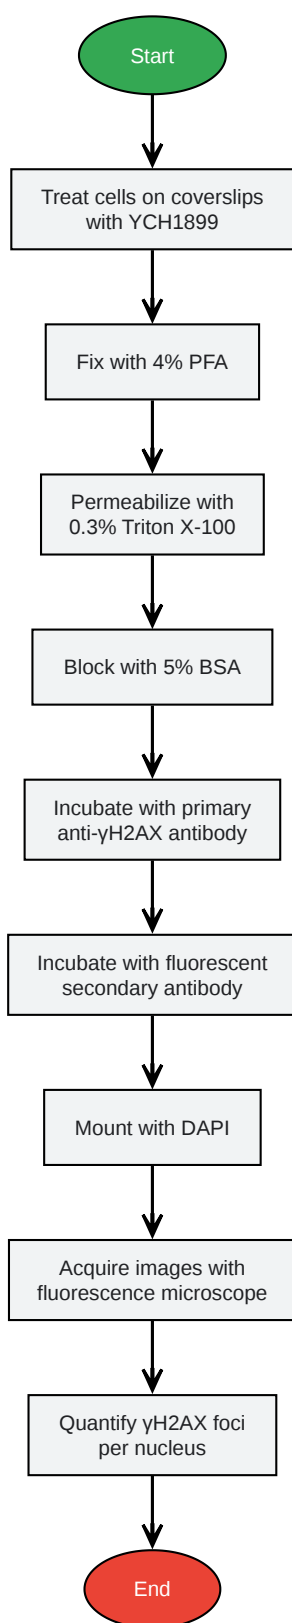 Start
Treat cells on coverslips
with YCH1899
Fix with 4% PFA
Permeabilize with
0.3% Triton X-100
Block with 5% BSA
Incubate with primary
anti-γH2AX antibody
Incubate with fluorescent
secondary antibody
Mount with DAPI
Acquire images with
fluorescence microscope
Quantify γH2AX foci
per nucleus
End